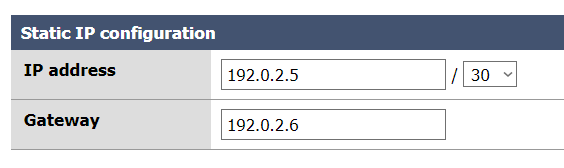 Static IP configuration
IP address 192.0.2.5 / 30
Gateway 192.0.2.6